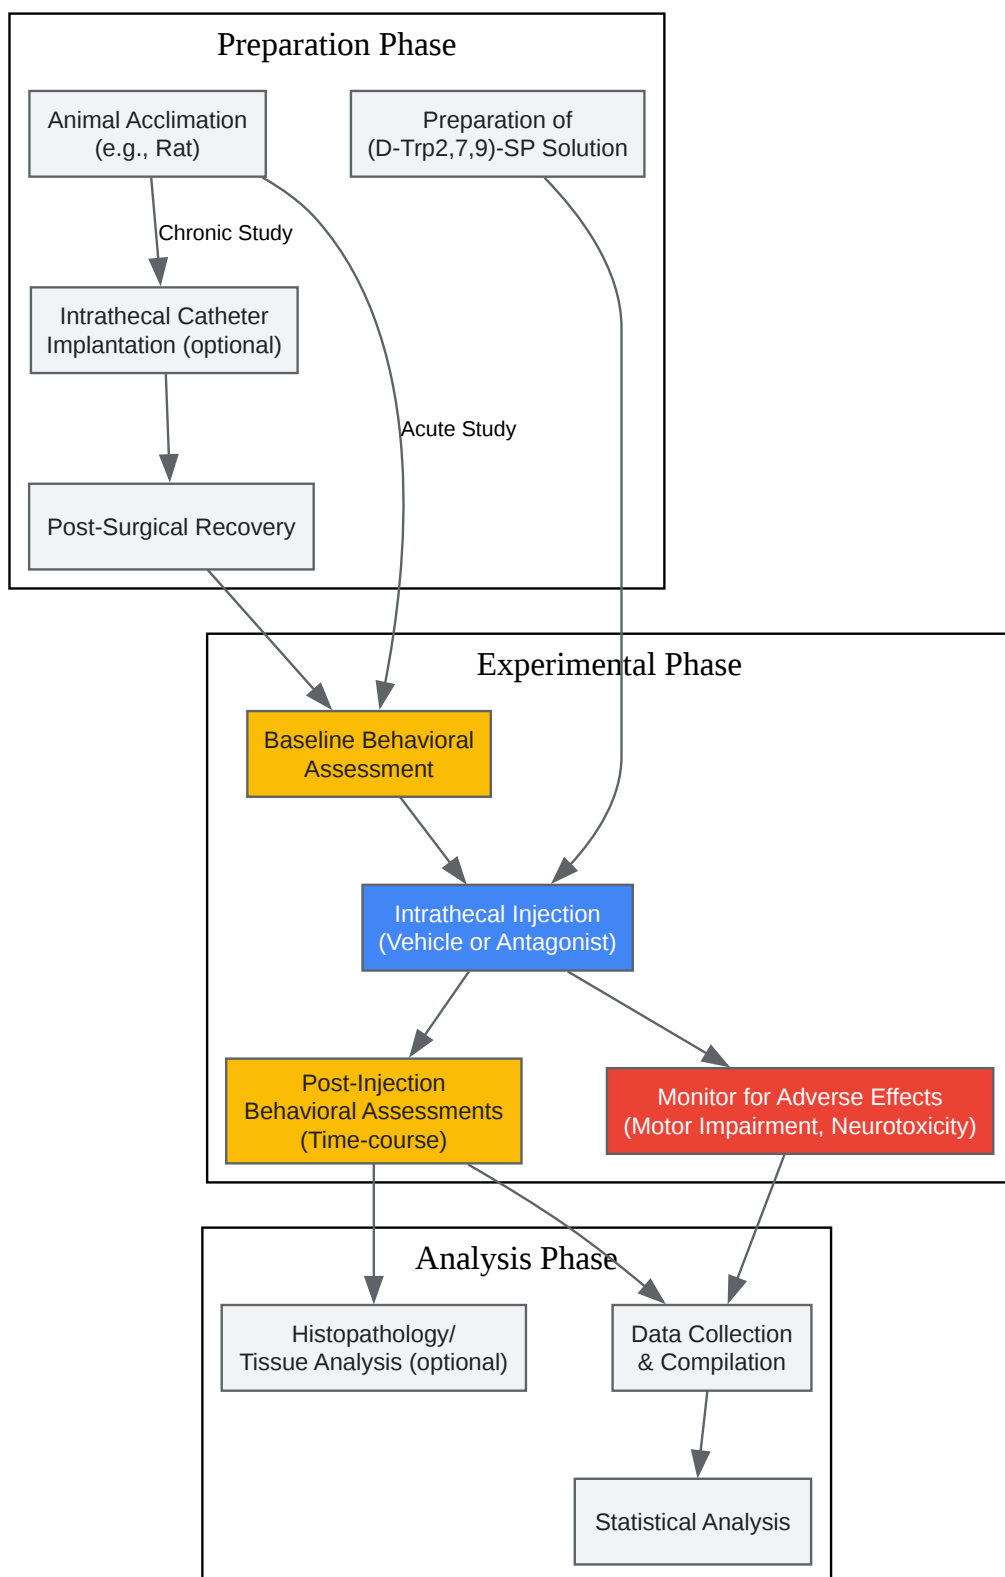 Preparation Phase
Animal Acclimation
(e.g., Rat)
Preparation of
(D-Trp2,7,9)-SP Solution
Chronic Study
Intrathecal Catheter
Implantation (optional)
Acute Study
Post-Surgical Recovery
Experimental Phase
Baseline Behavioral
Assessment
Intrathecal Injection
(Vehicle or Antagonist)
Post-Injection
Behavioral Assessments
(Time-course)
Monitor for Adverse Effects
(Motor Impairment, Neurotoxicity)
Analysis Phase
Histopathology/
Tissue Analysis (optional)
Data Collection
& Compilation
Statistical Analysis